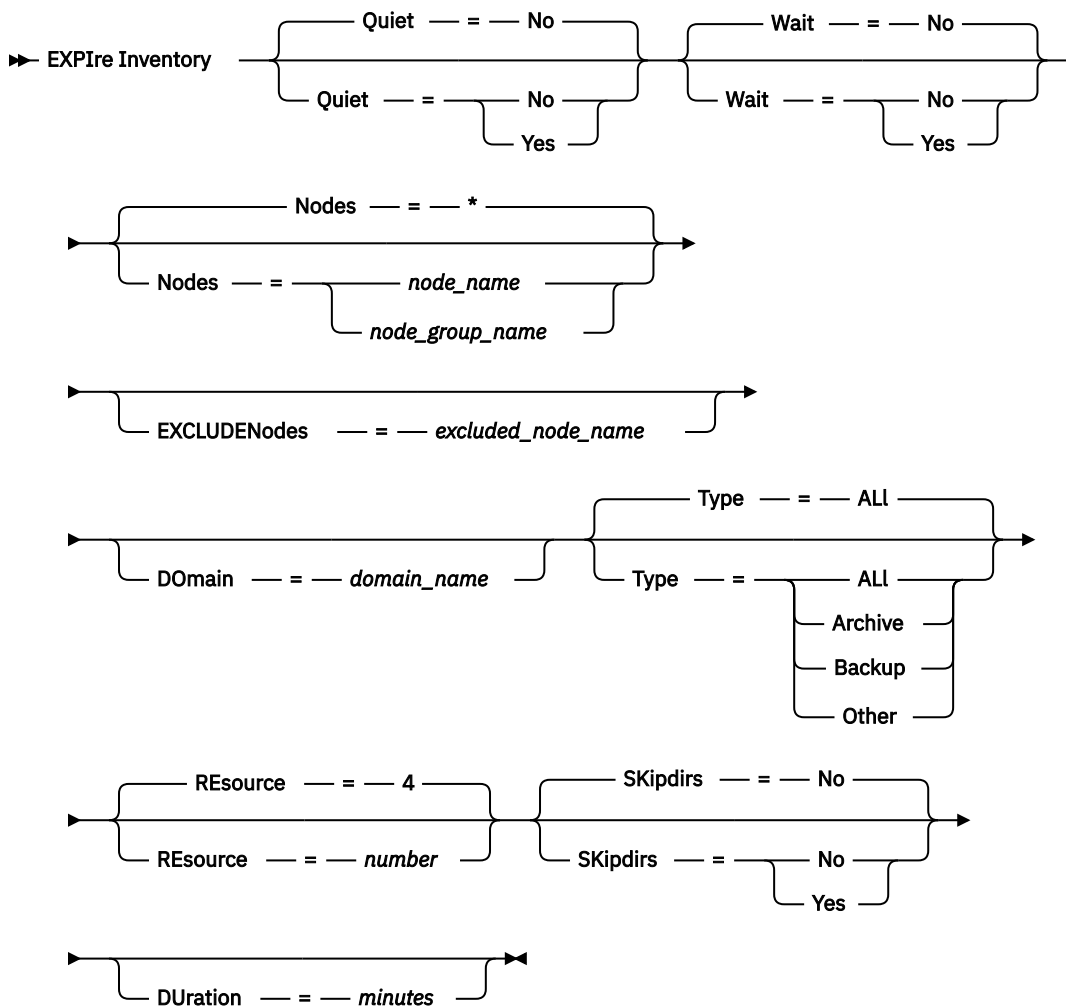 Quiet = No Wait = No
EXPIre Inventory
Quiet = No Wait = No
Yes Yes
Nodes = *
Nodes = node_name
node_group_name
EXCLUDENodes = excluded_node_name
Type = ALl
DOmain = domain_name Type = ALl
Archive
Backup
Other
REsource = 4 SKipdirs = No
REsource = number SKipdirs = No
Yes
DUration = minutes